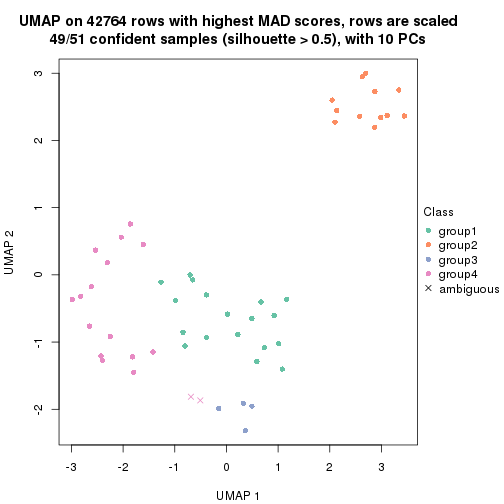 UMAP on 42764 rows with highest MAD scores, rows are scaled
49/51 confident samples (silhouette > 0.5), with 10 PCs
3
2
1
0
-1
-2
UMAP 2
-3 -2 -1 0 1 2 3
UMAP 1
Class
group1
group2
group3
group4
ambiguous